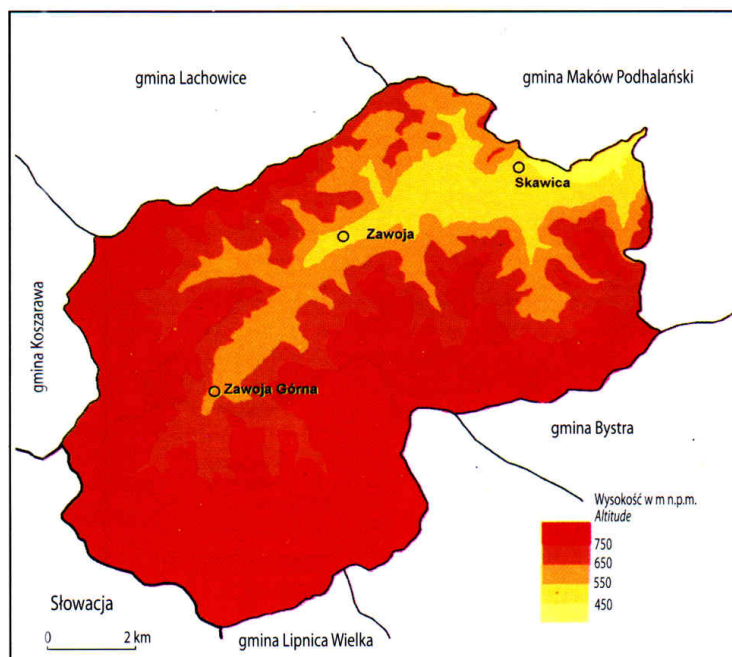 gmina Lachowice
gmina Maków Podhalański
Skawica
Zawoja
gmina Koszarawa
Zawoja Górna
gmina Bystra
Wysokość w m n.p.m.
Altitude
750
650
550
450
Słowacja
0 2 km
gmina Lipnica Wielka